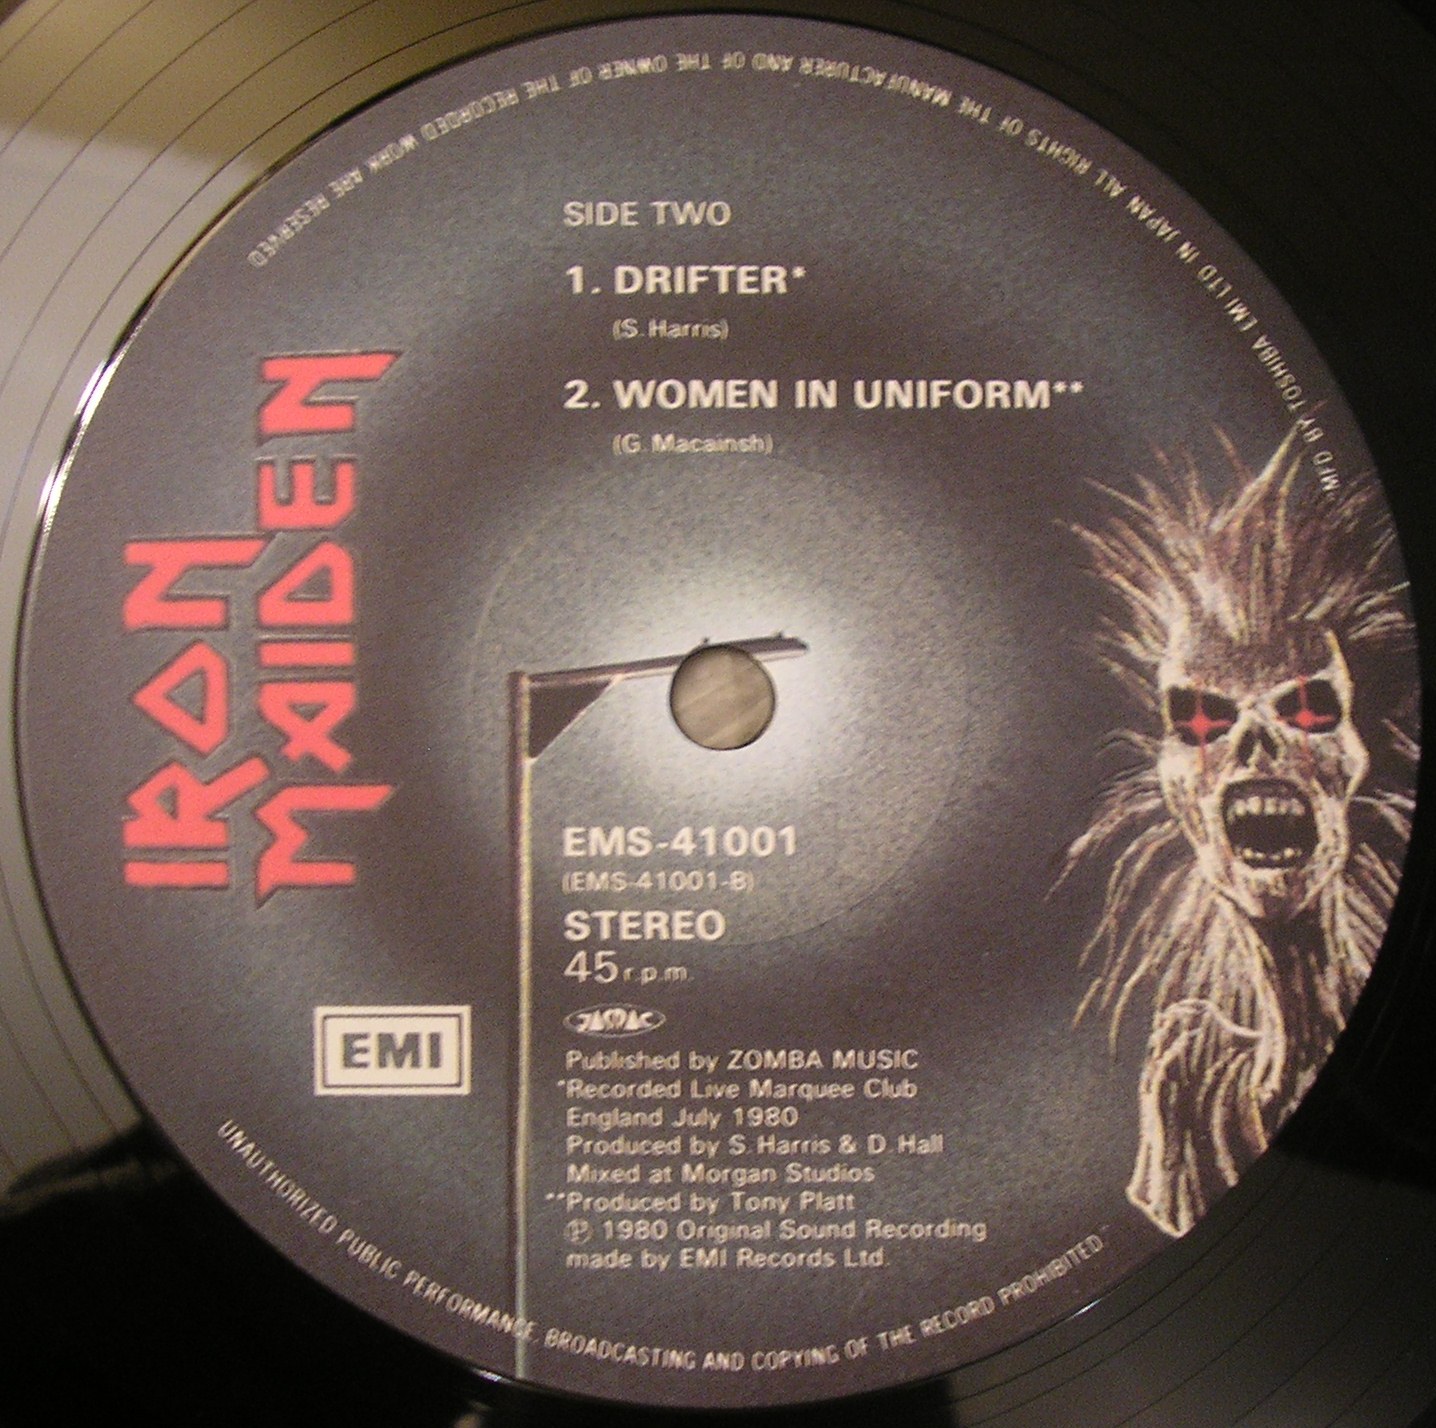 SIDE TWO
1. DRIFTER*
(S. Harris)
2. WOMEN IN UNIFORM**
(G. Macainsh)
IRON
MAIDEN
EMS-41001
(EMS-41001-B)
STEREO
45 r.p.m.
JASRAC
EMI
Published by ZOMBA MUSIC
*Recorded Live Marquee Club
England July 1980
Produced by S. Harris & D. Hall
Mixed at Morgan Studios
**Produced by Tony Platt
℗ 1980 Original Sound Recording
made by EMI Records Ltd.
MFD BY TOSHIBA EMI LTD IN JAPAN ALL RIGHTS OF THE MANUFACTURER AND OF THE OWNER OF THE RECORDED WORK ARE RESERVED
UNAUTHORIZED PUBLIC PERFORMANCE, BROADCASTING AND COPYING OF THE RECORD PROHIBITED